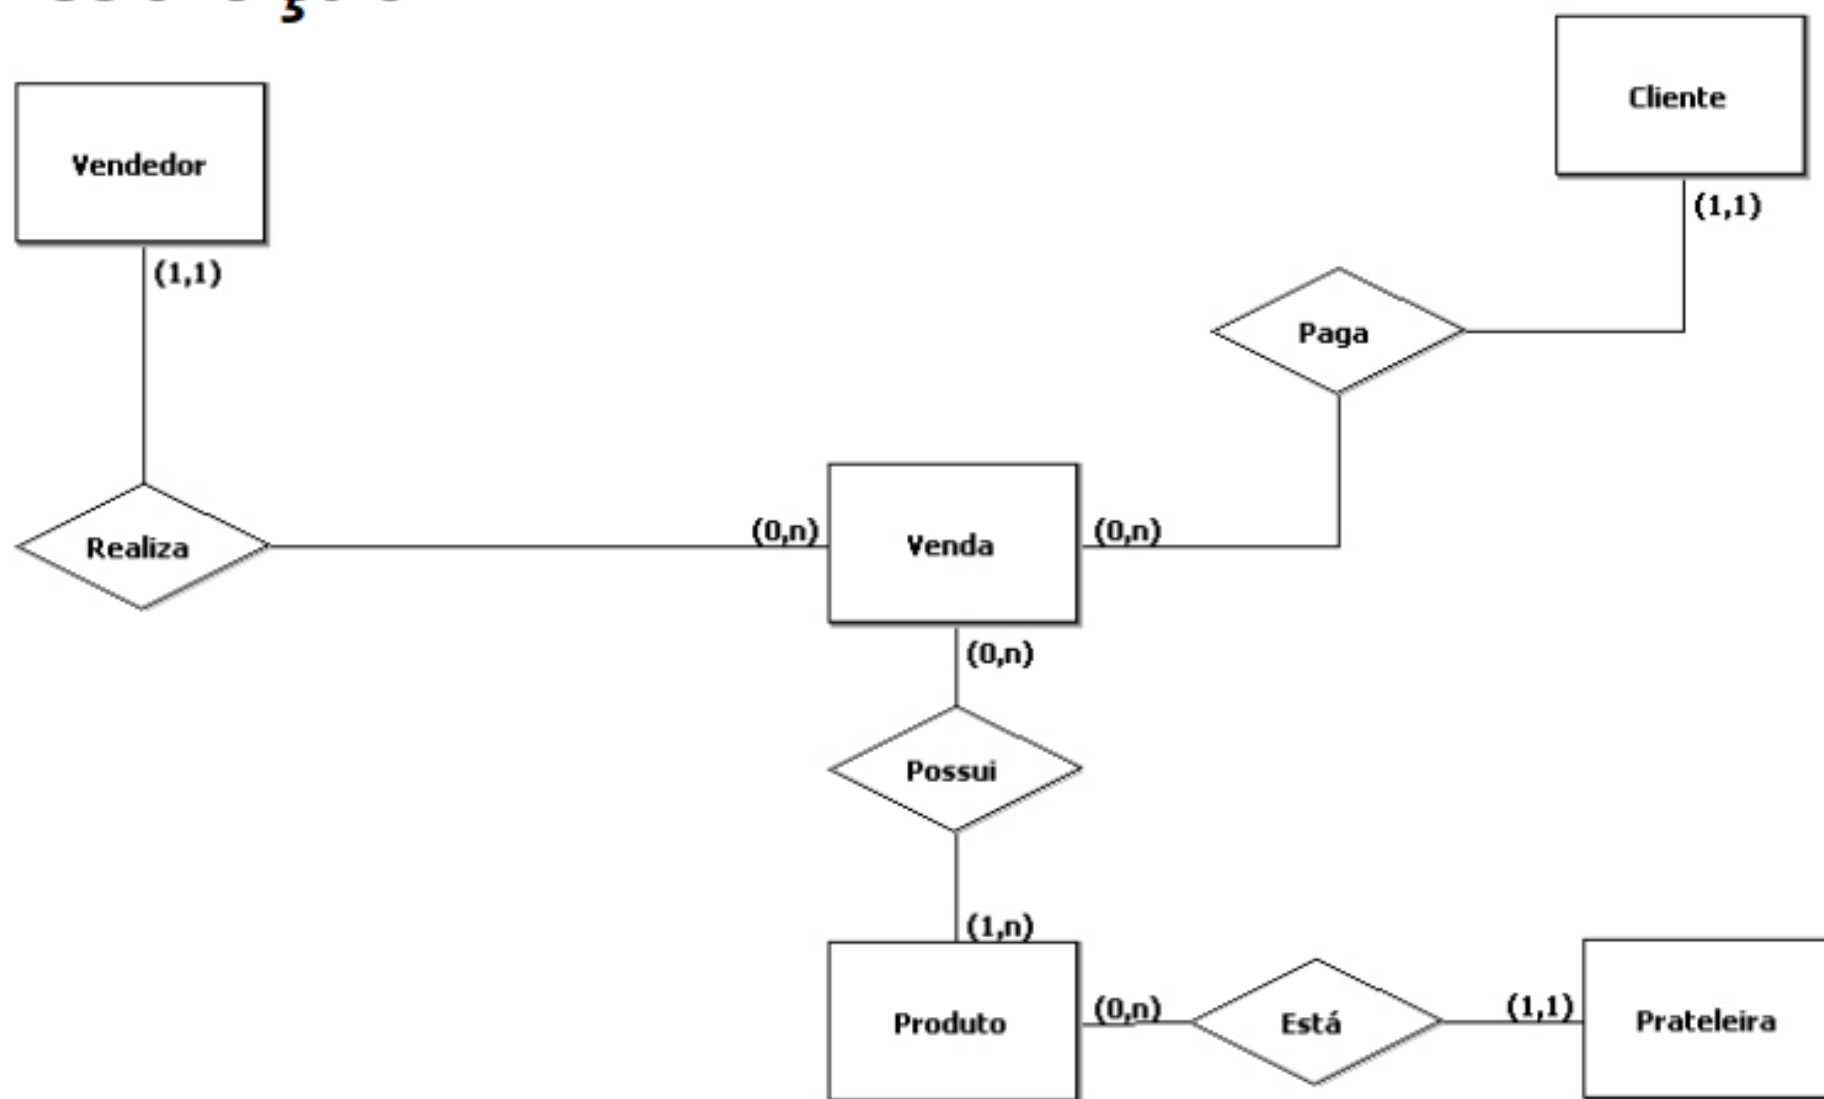 Cliente
Vendedor
(1,1)
(1,1)
Paga
Realiza
(0,n)
Venda
(0,n)
(0,n)
Possui
(1,n)
Produto
(0,n)
Está
(1,1)
Prateleira